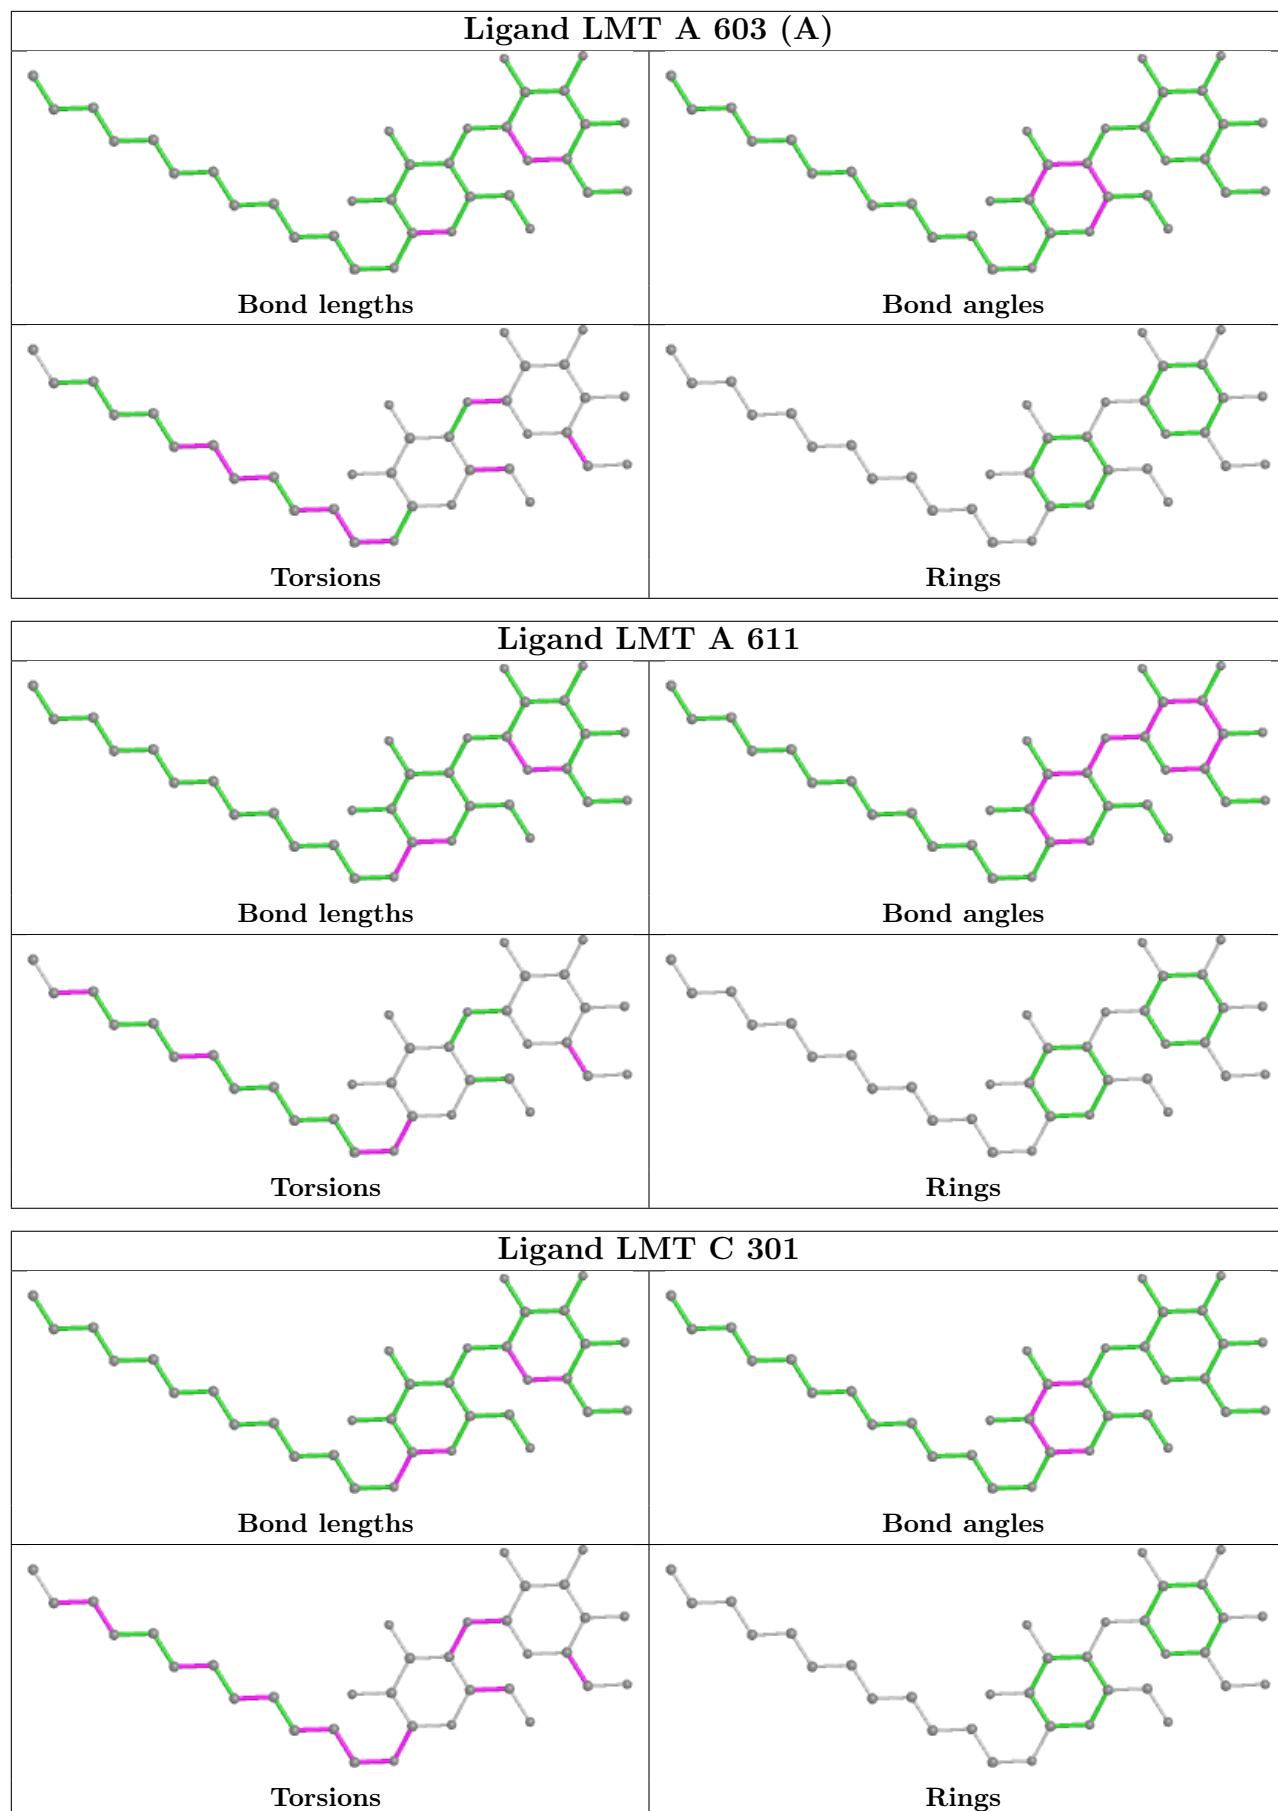 Ligand LMT A 603 (A)
Bond lengths
Bond angles
Torsions
Rings
Ligand LMT A 611
Bond lengths
Bond angles
Torsions
Rings
Ligand LMT C 301
Bond lengths
Bond angles
Torsions
Rings